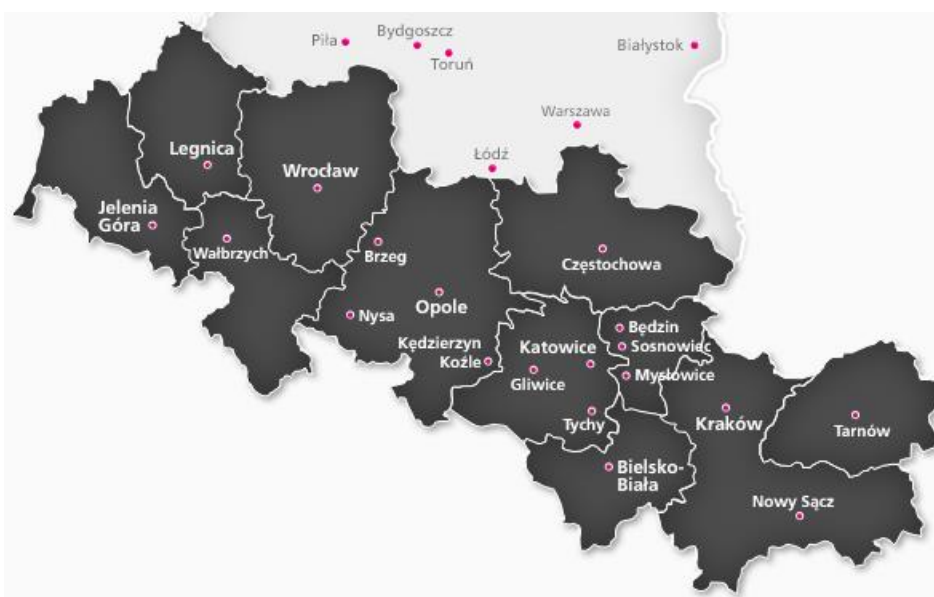 Piła
Bydgoszcz
Toruń
Białystok
Warszawa
Łódź
Legnica
Wrocław
Jelenia
Góra
Wałbrzych
Brzeg
Częstochowa
Opole
Nysa
Kędzierzyn
Koźle
Katowice
Gliwice
Tychy
Będzin
Sosnowiec
Mysłowice
Kraków
Tarnów
Bielsko-
Biała
Nowy Sącz